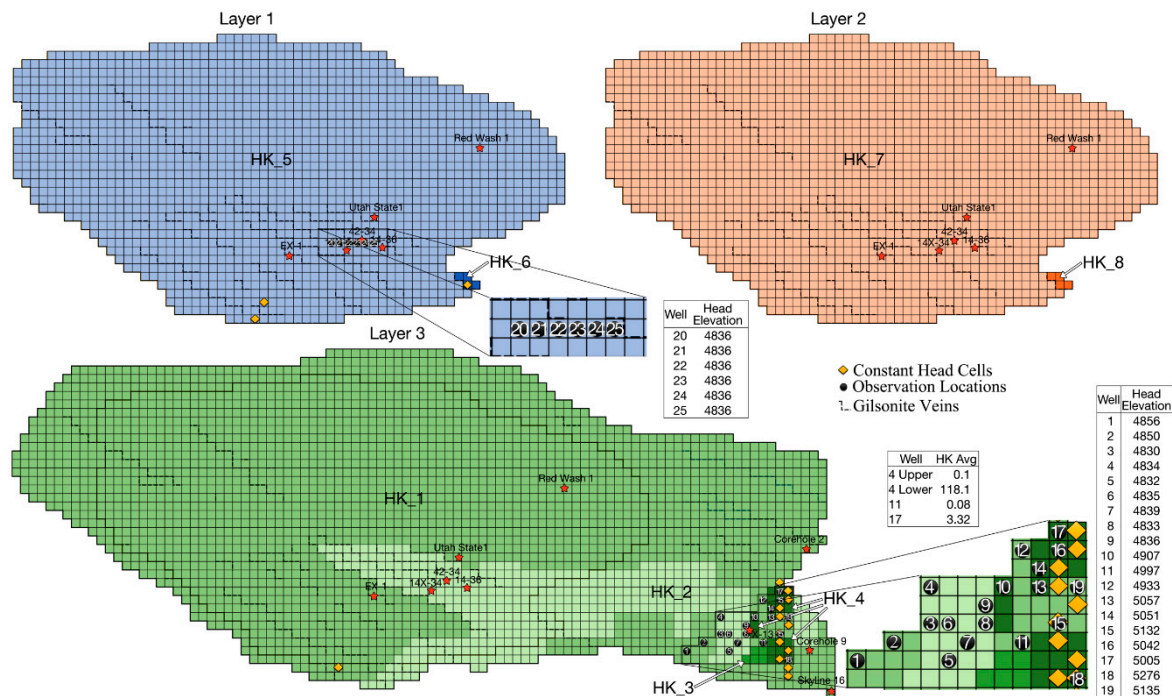 Layer 1
Layer 2
Red Wash 1
HK_5
Utah State1
42-34
14-36
EX-1
HK_6
Red Wash 1
HK_7
Utah State1
42-34
14X-34
14-36
EX-1
HK_8
20 21 22 23 24 25
Well Head Elevation
20 4836
21 4836
22 4836
23 4836
24 4836
25 4836
Constant Head Cells
Observation Locations
Gilsonite Veins
Layer 3
HK_1
Red Wash 1
Corehole 2
Utah State1
42-34
14X-34
14-36
EX-1
HK_2
HK_4
Corehole 9
HK_3
Skyline 16
Well HK Avg
4 Upper 0.1
4 Lower 118.1
11 0.08
17 3.32
17
12 16
14
4 10 13 19
9
3 6 8 15
2 7 11
1 5 18
Well Head Elevation
1 4856
2 4850
3 4830
4 4834
5 4832
6 4835
7 4839
8 4833
9 4836
10 4907
11 4997
12 4933
13 5057
14 5051
15 5132
16 5042
17 5005
18 5276
19 5135